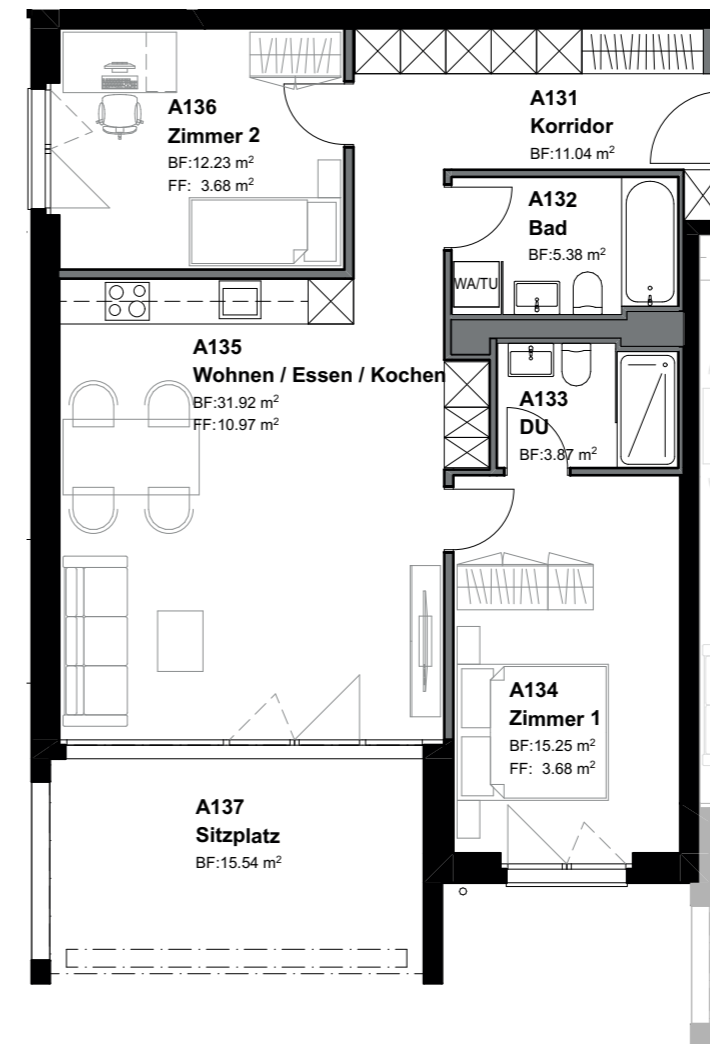 A136
Zimmer 2
BF:12.23 m²
FF: 3.68 m²
A131
Korridor
BF:11.04 m²
A132
Bad
BF:5.38 m²
WA/TU
A135
Wohnen / Essen / Kochen
BF:31.92 m²
FF:10.97 m²
A133
DU
BF:3.87 m²
A134
Zimmer 1
BF:15.25 m²
FF: 3.68 m²
A137
Sitzplatz
BF:15.54 m²